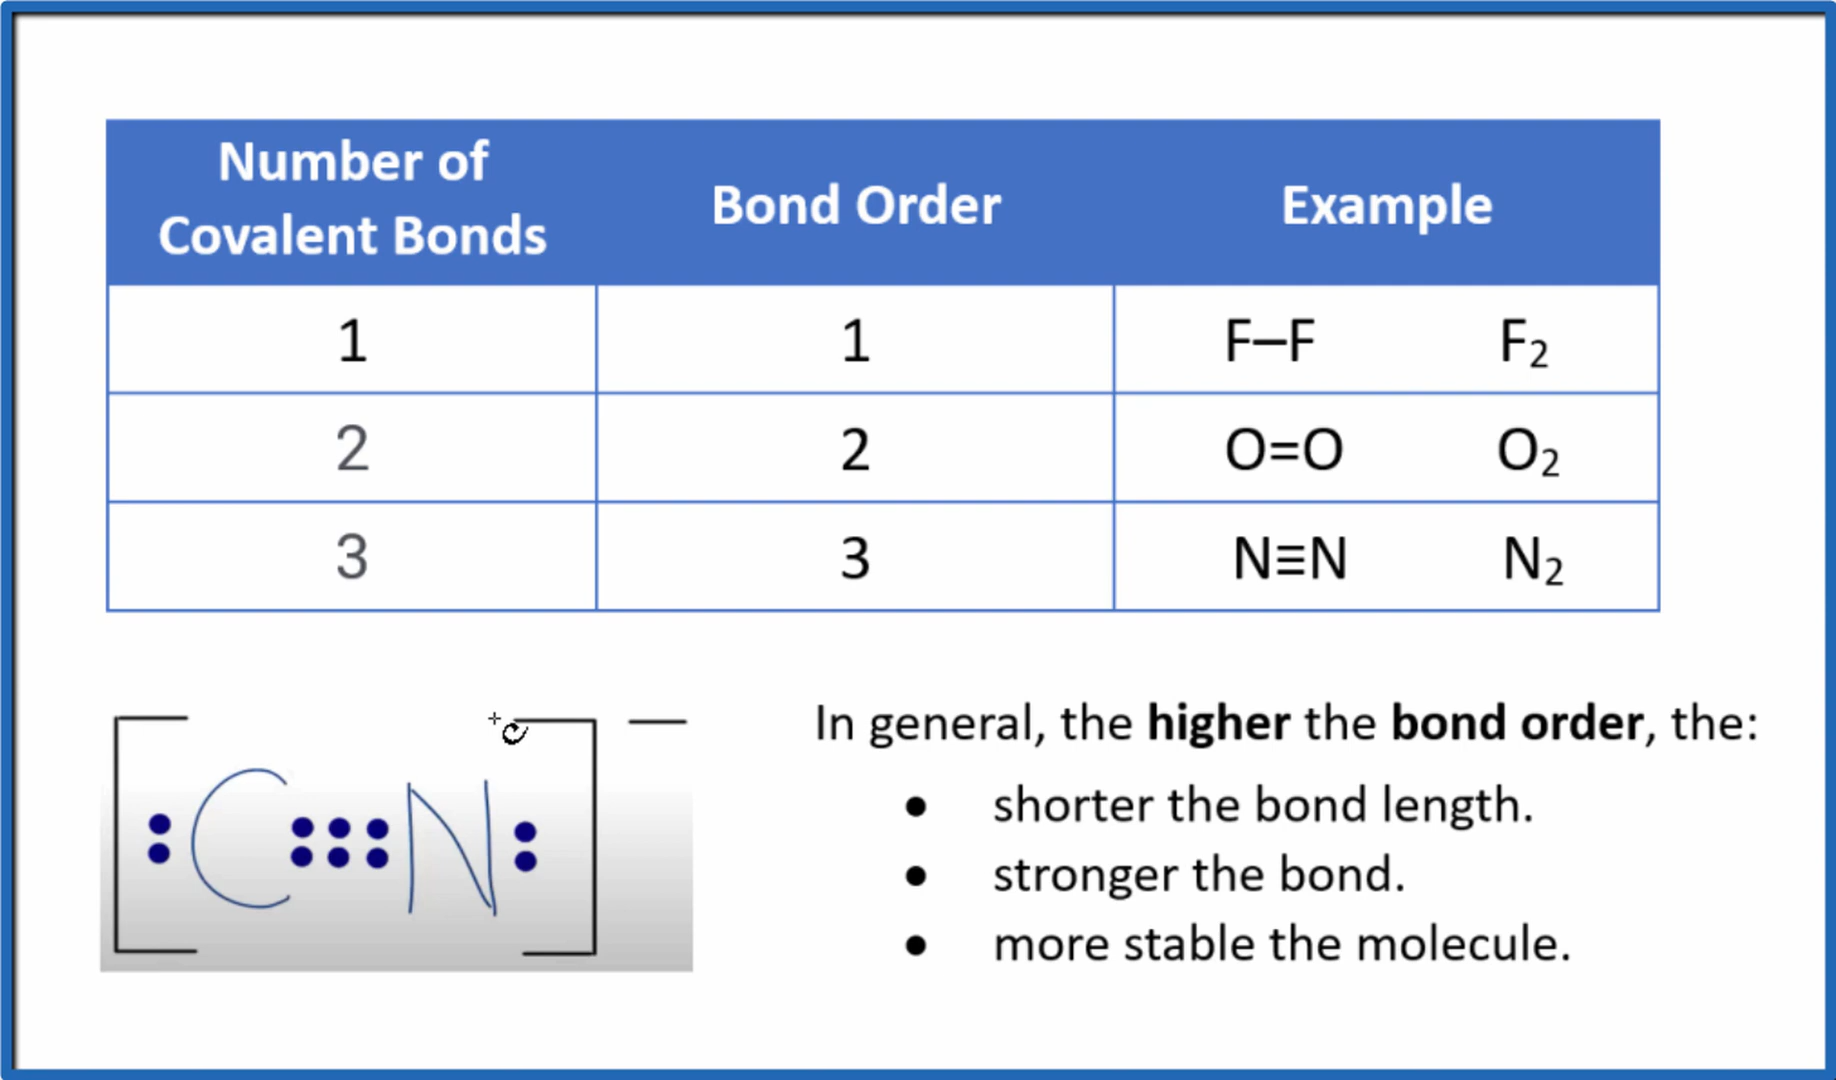 Number of
Covalent Bonds
Bond Order
Example
1
1
F–F
F₂
2
2
O=O
O₂
3
3
N≡N
N₂
C N
In general, the higher the bond order, the:
• shorter the bond length.
• stronger the bond.
• more stable the molecule.